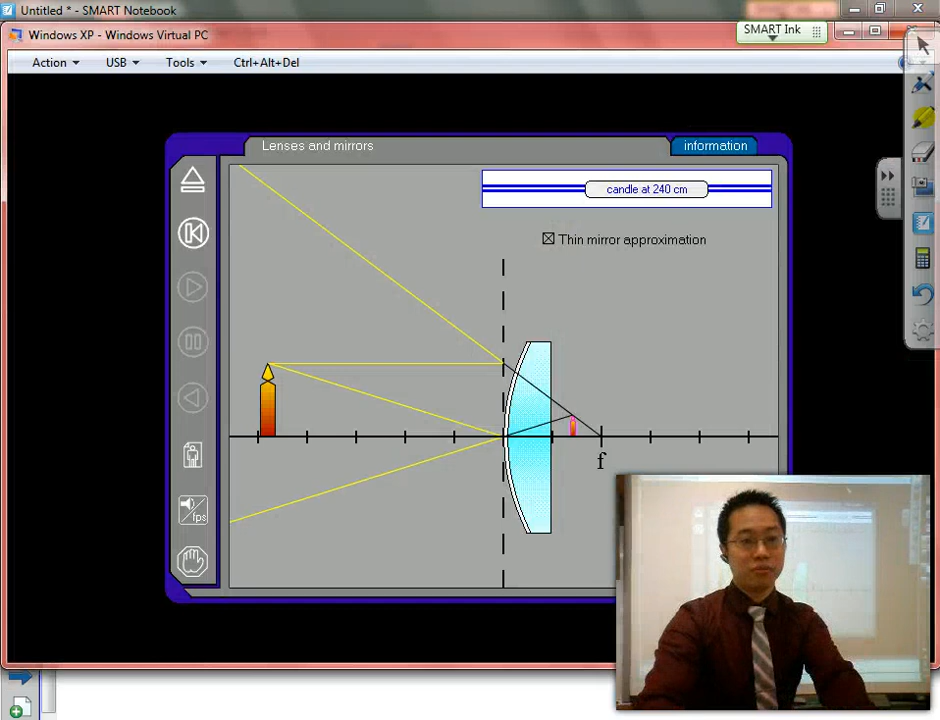 Untitled * - SMART Notebook
Windows XP - Windows Virtual PC
SMART Ink
Action
USB
Tools
Ctrl+Alt+Del
Lenses and mirrors
information
candle at 240 cm
Thin mirror approximation
f
fps